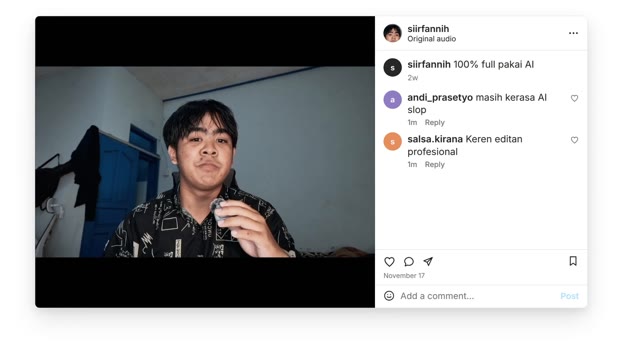 siirfannih
Original audio
s
siirfannih 100% full pakai AI
2w
a
andi_prasetyo masih kerasa AI
slop
1m Reply
s
salsa.kirana Keren editan
profesional
1m Reply
November 17
Add a comment...
Post